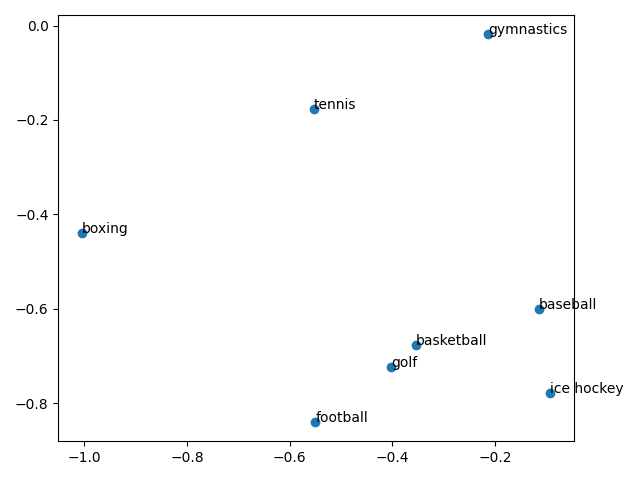 0.0
gymnastics
−0.2
tennis
−0.4
boxing
−0.6
baseball
basketball
golf
ice hockey
−0.8
football
−1.0 −0.8 −0.6 −0.4 −0.2